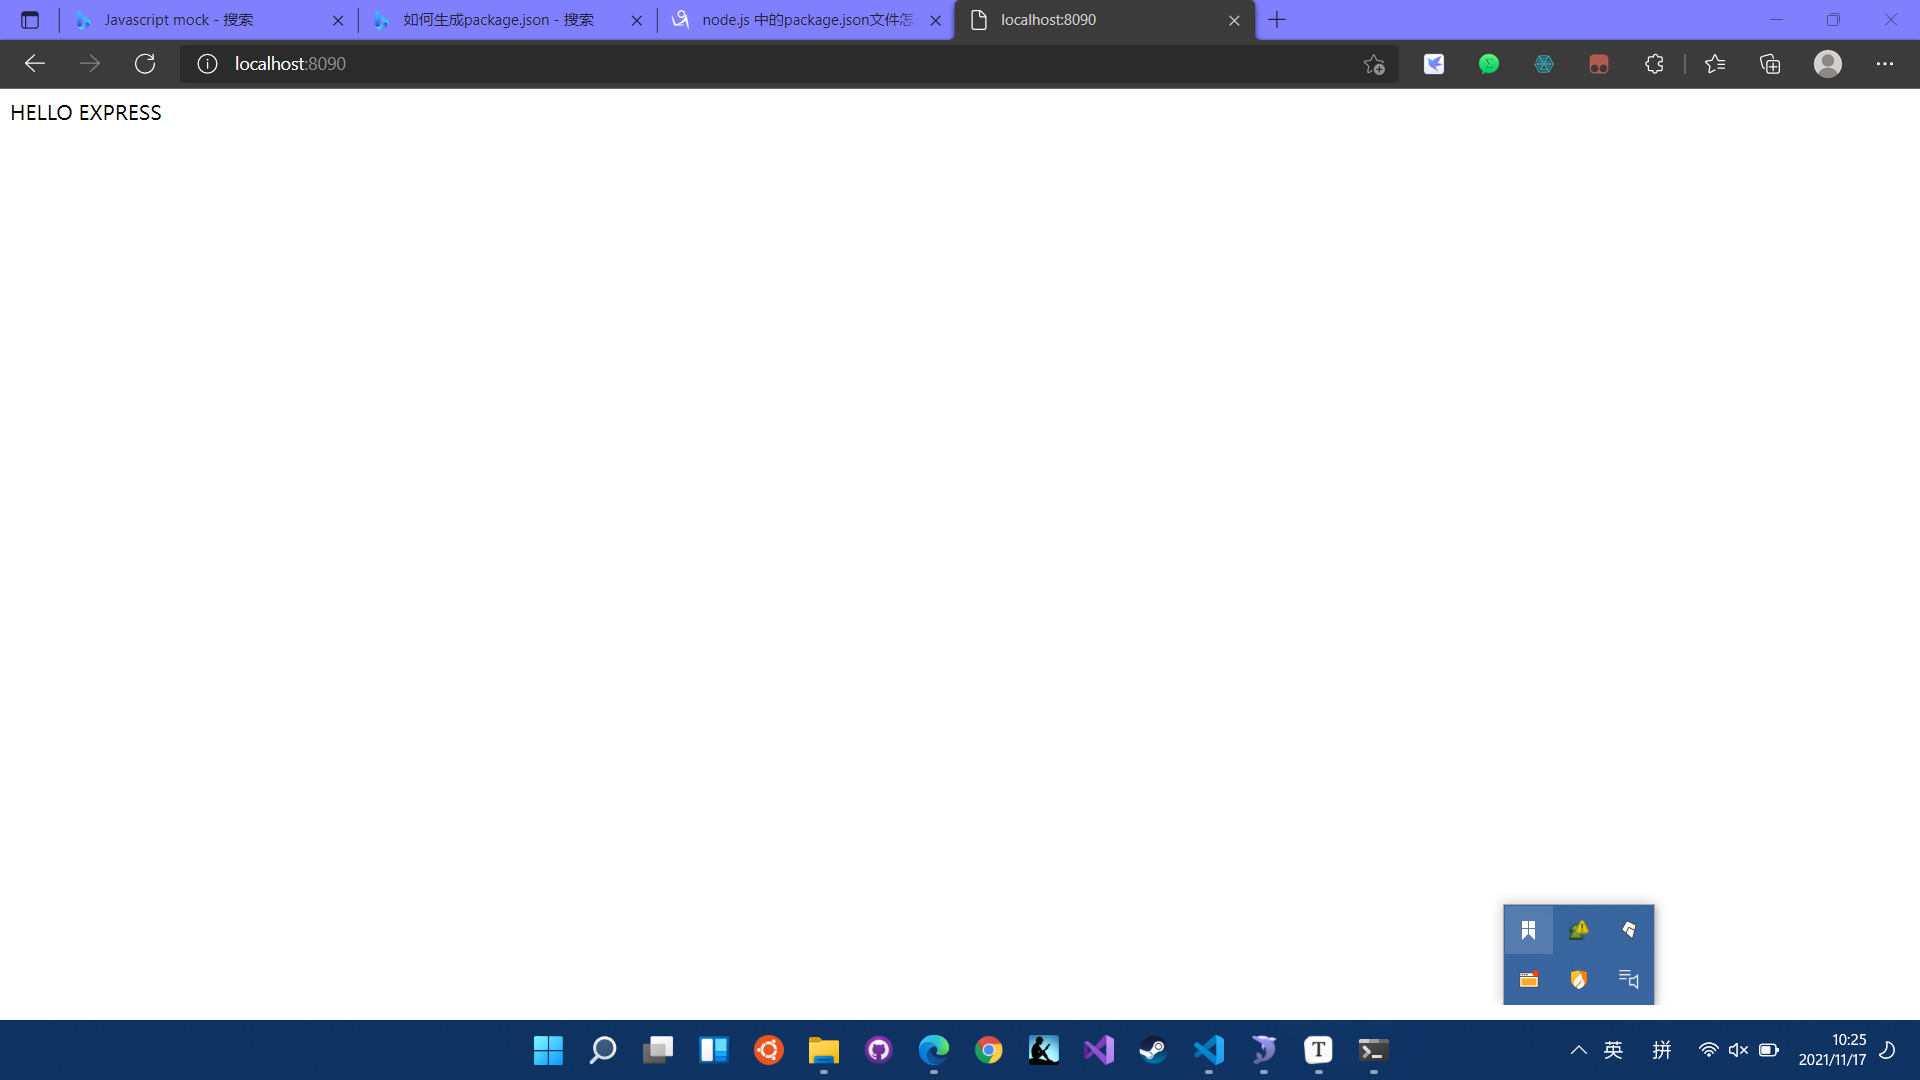 Javascript mock - 搜索
如何生成package.json - 搜索
node.js 中的package.json文件怎
localhost:8090
localhost:8090
HELLO EXPRESS
英
拼
10:25
2021/11/17